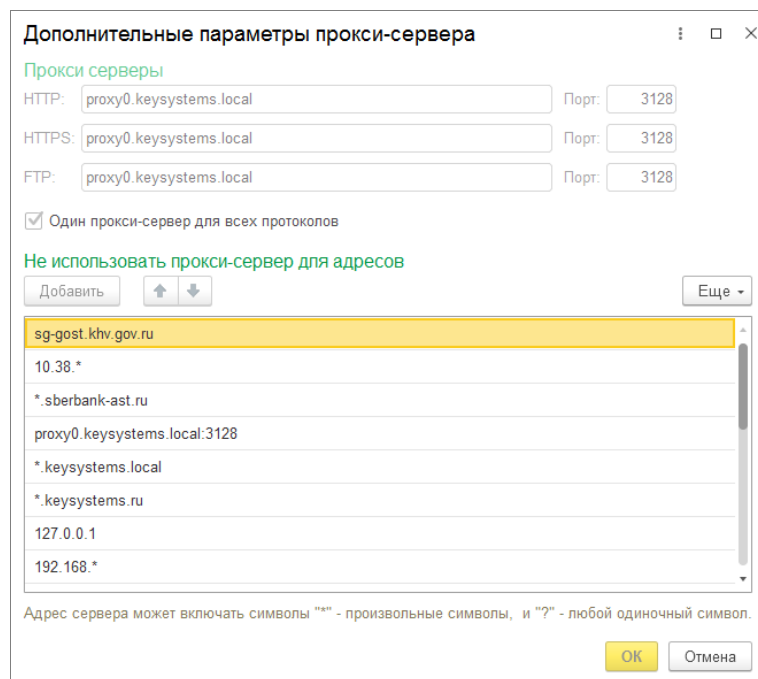 Дополнительные параметры прокси-сервера
Прокси серверы
HTTP: proxy0.keysystems.local Порт: 3128
HTTPS: proxy0.keysystems.local Порт: 3128
FTP: proxy0.keysystems.local Порт: 3128
Один прокси-сервер для всех протоколов
Не использовать прокси-сервер для адресов
Добавить Еще
sg-gost.khv.gov.ru
10.38.*
*.sberbank-ast.ru
proxy0.keysystems.local:3128
*.keysystems.local
*.keysystems.ru
127.0.0.1
192.168.*
Адрес сервера может включать символы "*" - произвольные символы, и "?" - любой одиночный символ.
ОК Отмена